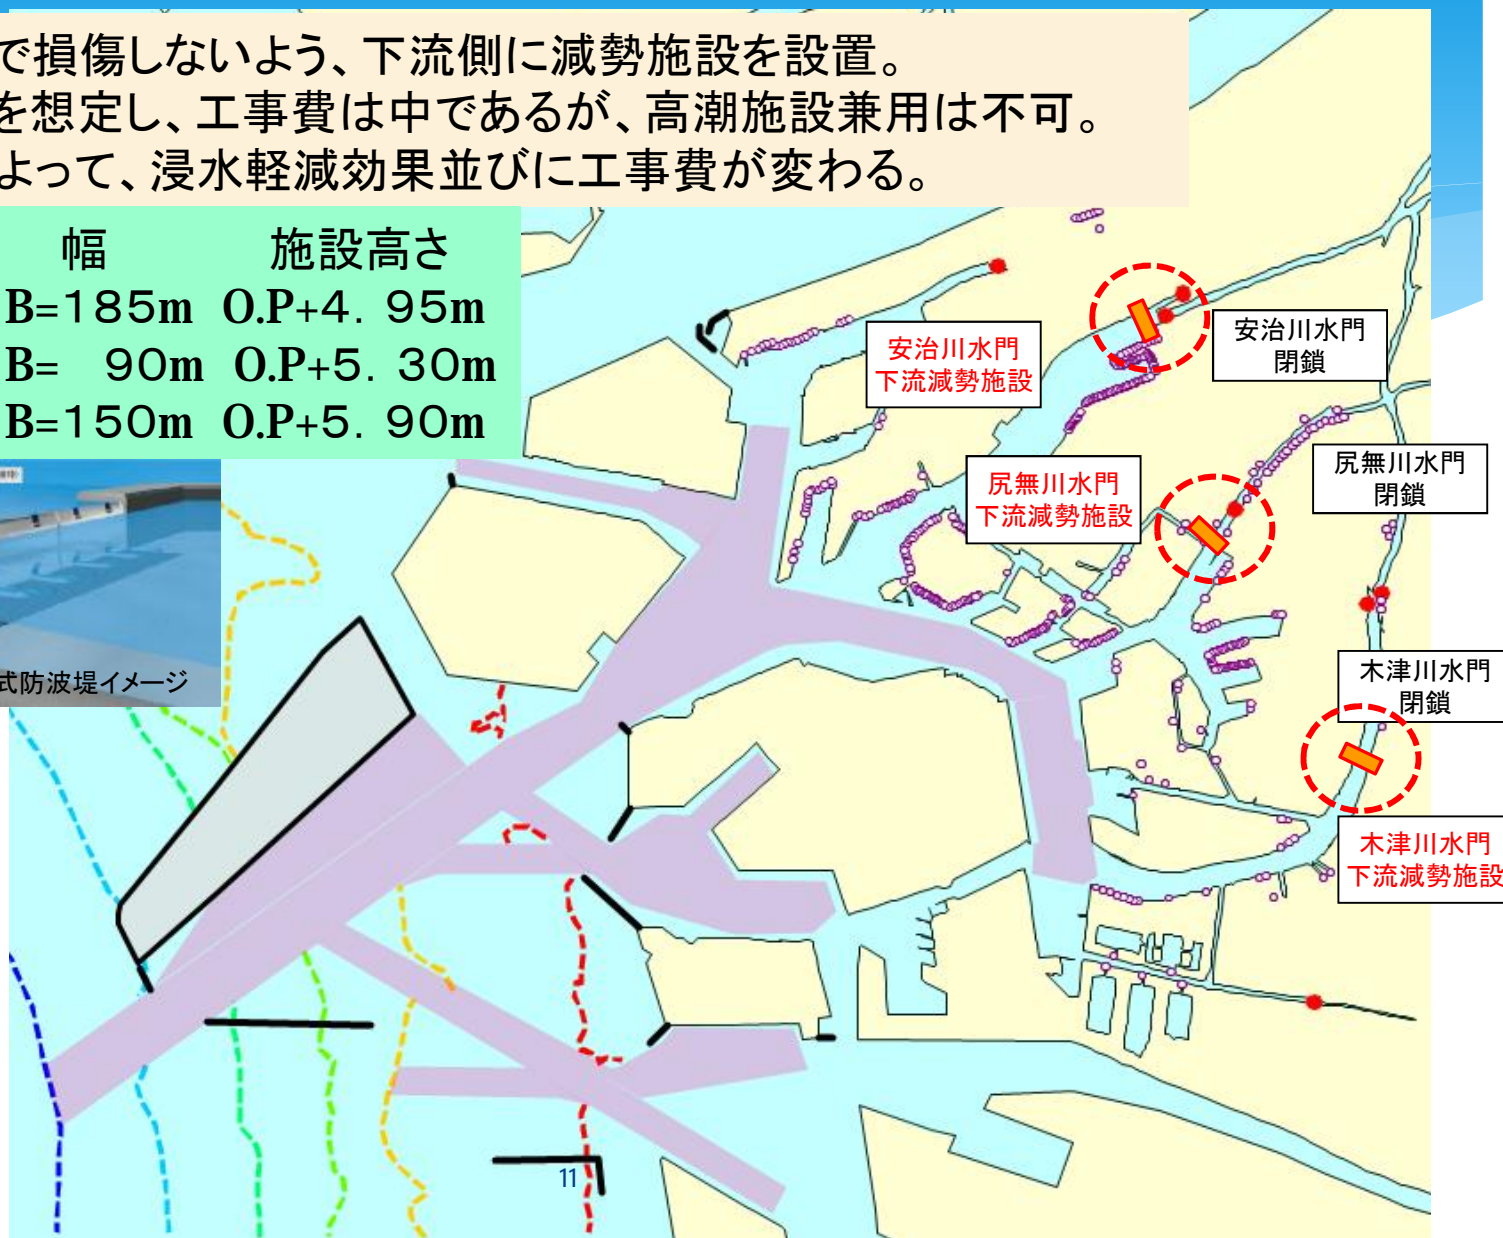 で損傷しないよう、下流側に減勢施設を設置。
を想定し、工事費は中であるが、高潮施設兼用は不可。
よって、浸水軽減効果並びに工事費が変わる。
幅 施設高さ
B=185m O.P+4.95m
B= 90m O.P+5.30m
B=150m O.P+5.90m
式防波堤イメージ
安治川水門
下流減勢施設
安治川水門
閉鎖
尻無川水門
下流減勢施設
尻無川水門
閉鎖
木津川水門
閉鎖
木津川水門
下流減勢施設
11